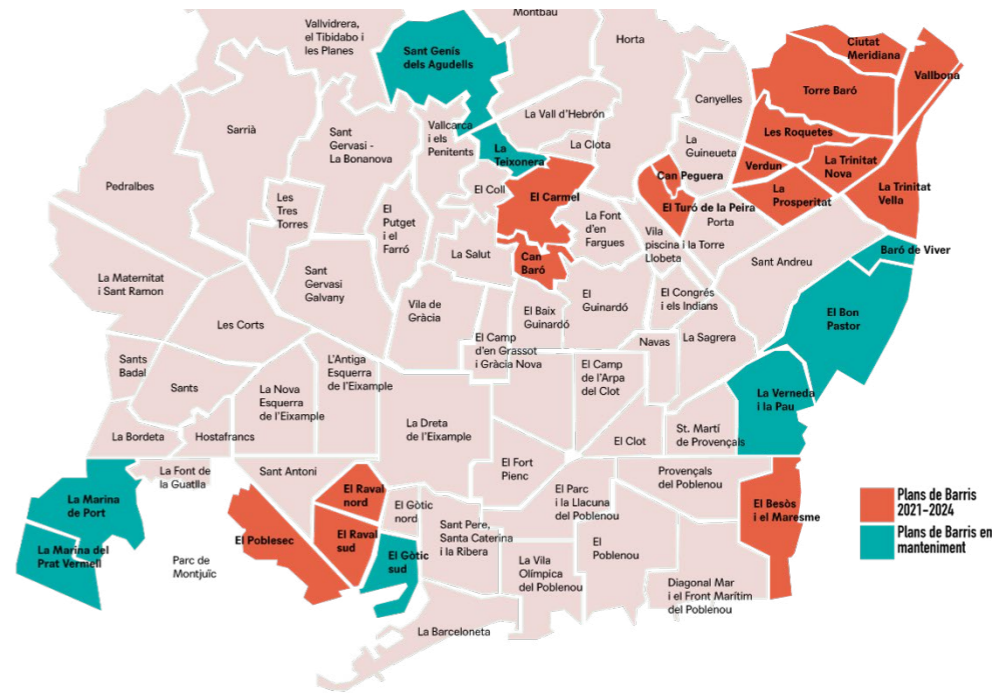 Montbau
Vallvidrera,
el Tibidabo i
les Planes
Sant Genís
dels Agudells
Horta
Ciutat
Meridiana
Vallbona
Torre Baró
Canyelles
La Vall d'Hebrón
Sarrià
Sant
Gervasi -
La Bonanova
Vallcarca
i els
Penitents
La
Teixonera
La Clota
La
Guineueta
Les Roquetes
Verdun
La Trinitat
Nova
Can Peguera
Pedralbes
El Coll
El Carmel
La
Prosperitat
La Trinitat
Vella
Les
Tres
Torres
El
Putget
i el
Farró
La Font
d'en
Fargues
El Turó de la Peira
Porta
Vila
piscina i la Torre
Llobeta
La Salut
Can
Baró
Sant Andreu
Baró de Viver
La Maternitat
i Sant Ramon
Sant
Gervasi
Galvany
Vila de
Gràcia
El Baix
Guinardó
El
Guinardó
El Congrés
i els Indians
El Bon
Pastor
Les Corts
El Camp
d'en Grassot
i Gràcia Nova
Navas
La Sagrera
Sants
Badal
Sants
La Nova
Esquerra
de l'Eixample
L'Antiga
Esquerra
de l'Eixample
El Camp
de l'Arpa
del Clot
La Verneda
i la Pau
La Dreta
de l'Eixample
La Bordeta
Hostafrancs
El Clot
St. Martí
de Provençals
La Font de
la Guatlla
Sant Antoni
El Fort
Pienc
Provençals
del Poblenou
La Marina
de Port
El Raval
nord
El Gòtic
nord
El Parc
i la Llacuna
del Poblenou
El Besòs
i el Maresme
Plans de Barris
2021-2024
La Marina del
Prat Vermell
Parc de
Montjuïc
El Poblesec
El Raval
sud
El Gòtic
sud
Sant Pere,
Santa Caterina
i la Ribera
La Vila
Olímpica
del Poblenou
El
Poblenou
Diagonal Mar
i el Front Marítim
del Poblenou
Plans de Barris en
manteniment
La Barceloneta